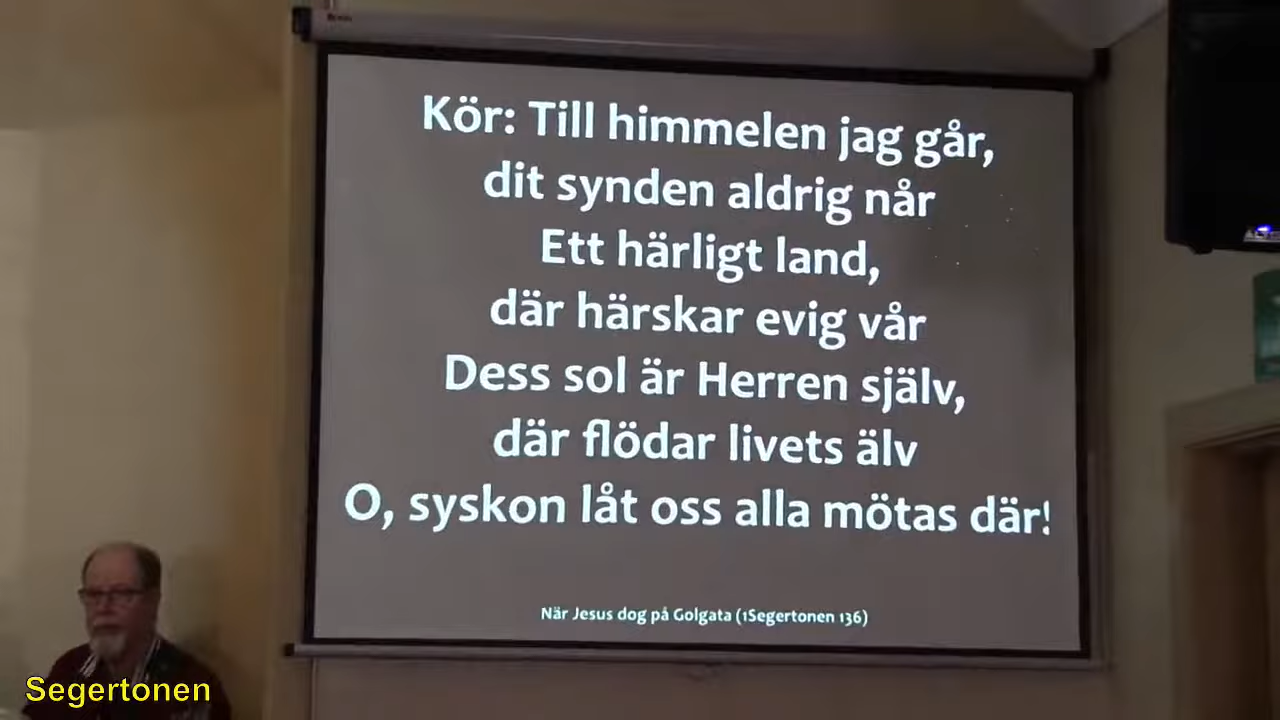 Kör: Till himmelen jag går,
dit synden aldrig når
Ett härligt land,
där härskar evig vår
Dess sol är Herren själv,
där flödar livets älv
O, syskon låt oss alla mötas där!
När Jesus dog på Golgata (1Segertonen 136)
Segertonen